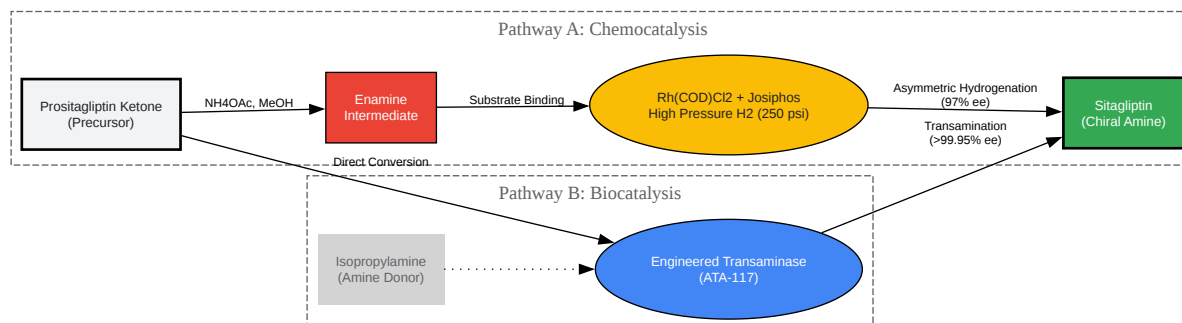 Pathway A: Chemocatalysis
Prositagliptin Ketone
(Precursor)
NH4OAc, MeOH
Enamine
Intermediate
Substrate Binding
Rh(COD)Cl2 + Josiphos
High Pressure H2 (250 psi)
Asymmetric Hydrogenation
(97% ee)
Sitagliptin
(Chiral Amine)
Transamination
(>99.95% ee)
Direct Conversion
Pathway B: Biocatalysis
Isopropylamine
(Amine Donor)
Engineered Transaminase
(ATA-117)